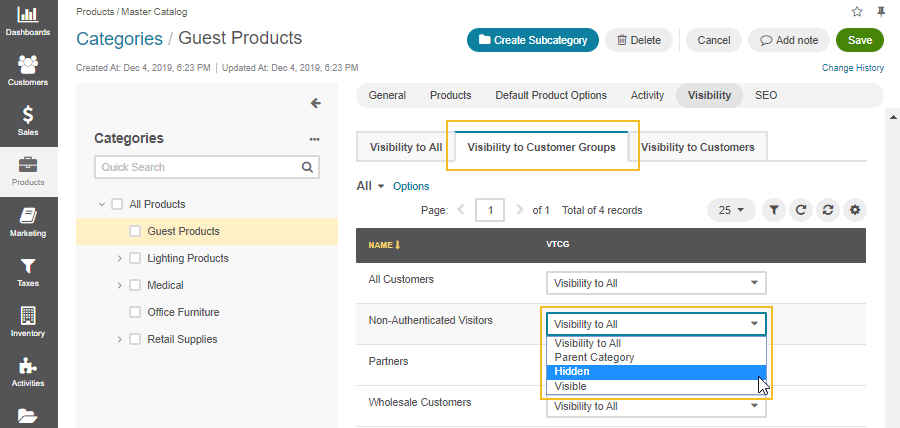 Products / Master Catalog
Categories / Guest Products
Create Subcategory
Delete
Cancel
Add note
Save
Created At: Dec 4, 2019, 6:23 PM | Updated At: Dec 4, 2019, 6:23 PM
Change History
Dashboards
Customers
Sales
Products
Marketing
Taxes
Inventory
Activities
Categories
...
Quick Search
All Products
Guest Products
Lighting Products
Medical
Office Furniture
Retail Supplies
General
Products
Default Product Options
Activity
Visibility
SEO
Visibility to All
Visibility to Customer Groups
Visibility to Customers
All
Options
Page: 1 of 1 Total of 4 records
25
NAME
VTCG
All Customers
Visibility to All
Non-Authenticated Visitors
Visibility to All
Visibility to All
Parent Category
Hidden
Visible
Partners
Wholesale Customers
Visibility to All